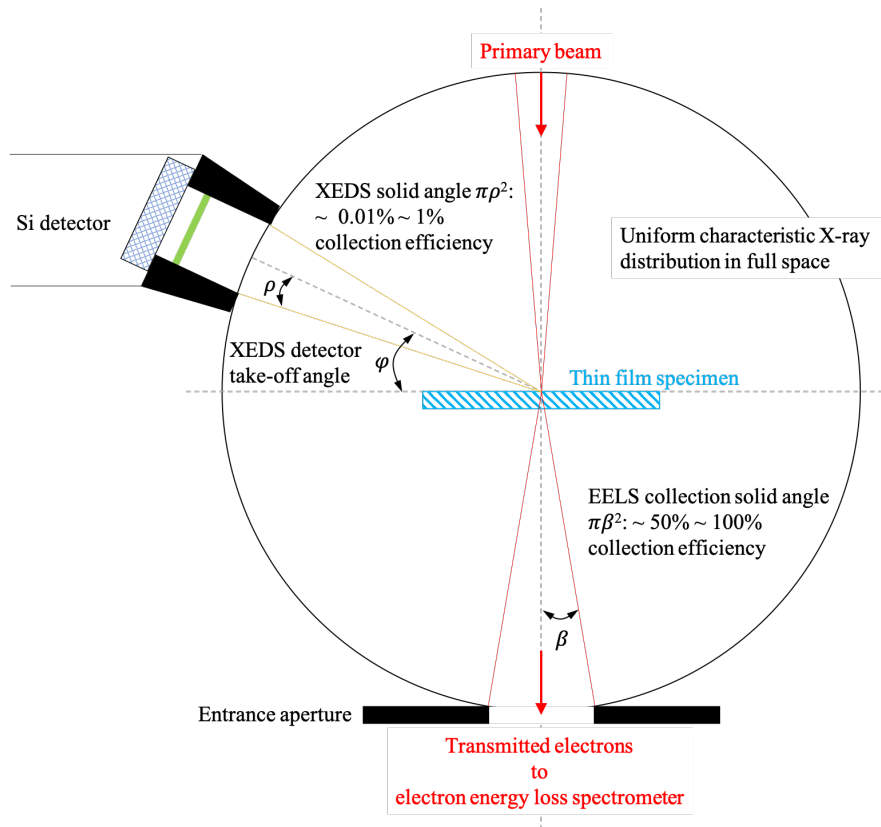 Primary beam
XEDS solid angle πρ²:
~ 0.01% ~ 1%
collection efficiency
Si detector
Uniform characteristic X-ray
distribution in full space
ρ
XEDS detector
take-off angle
φ
Thin film specimen
EELS collection solid angle
πβ²: ~ 50% ~ 100%
collection efficiency
β
Entrance aperture
Transmitted electrons
to
electron energy loss spectrometer